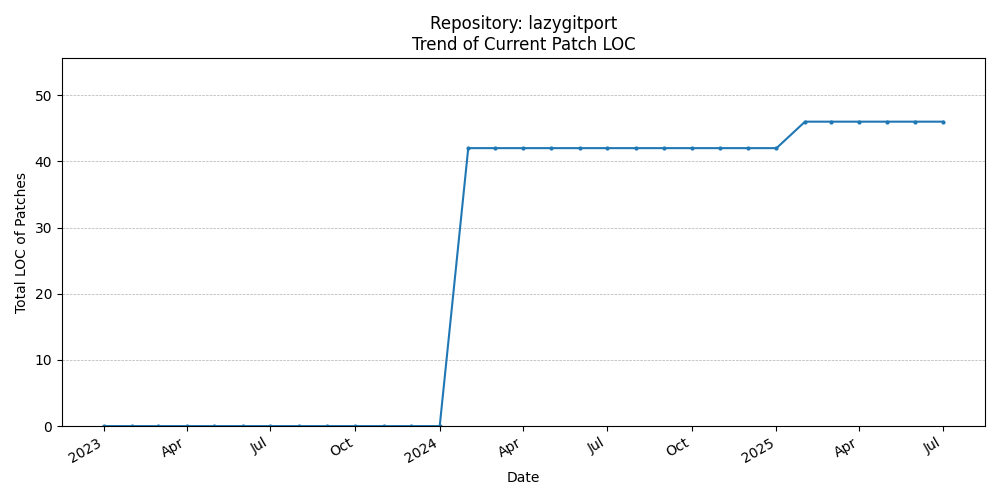 Repository: lazygitport
Trend of Current Patch LOC
Total LOC of Patches
50
40
30
20
10
0
2023
Apr
Jul
Oct
2024
Apr
Jul
Oct
2025
Apr
Jul
Date